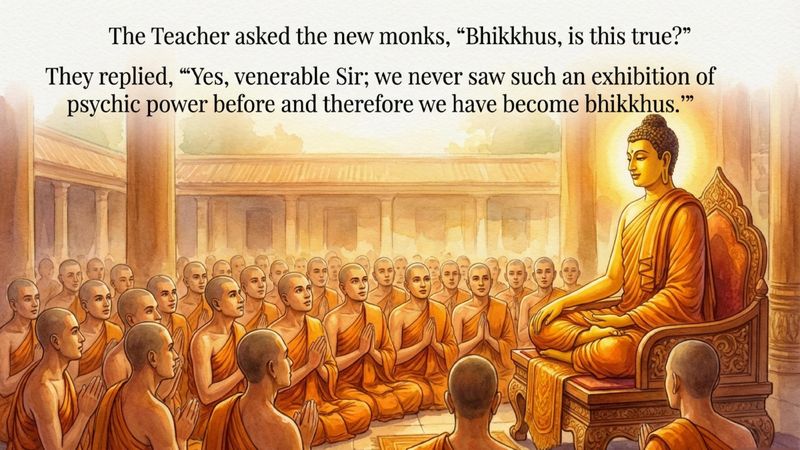 The Teacher asked the new monks, “Bhikkhus, is this true?”
They replied, “‘Yes, venerable Sir; we never saw such an exhibition of
psychic power before and therefore we have become bhikkhus.’”